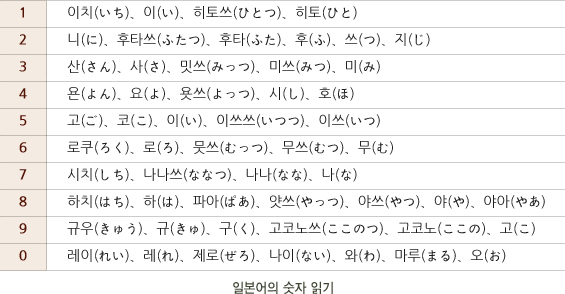 1 이치(いち)、이(い)、히토쓰(ひとつ)、히토(ひと)
2 니(に)、후타쓰(ふたつ)、후타(ふた)、후(ふ)、쓰(つ)、지(じ)
3 산(さん)、사(さ)、밋쓰(みっつ)、미쓰(みつ)、미(み)
4 욘(よん)、요(よ)、욧쓰(よっつ)、시(し)、호(ほ)
5 고(ご)、코(こ)、이(い)、이쓰쓰(いつつ)、이쓰(いつ)
6 로쿠(ろく)、로(ろ)、뭇쓰(むっつ)、무쓰(むつ)、무(む)
7 시치(しち)、나나쓰(ななつ)、나나(なな)、나(な)
8 하치(はち)、하(は)、파아(ぱあ)、얏쓰(やっつ)、야쓰(やつ)、야(や)、야아(やあ)
9 규우(きゅう)、규(きゅ)、구(く)、고코노쓰(ここのつ)、고코노(ここの)、고(こ)
0 레이(れい)、레(れ)、제로(ぜろ)、나이(ない)、와(わ)、마루(まる)、오(お)
일본어의 숫자 읽기